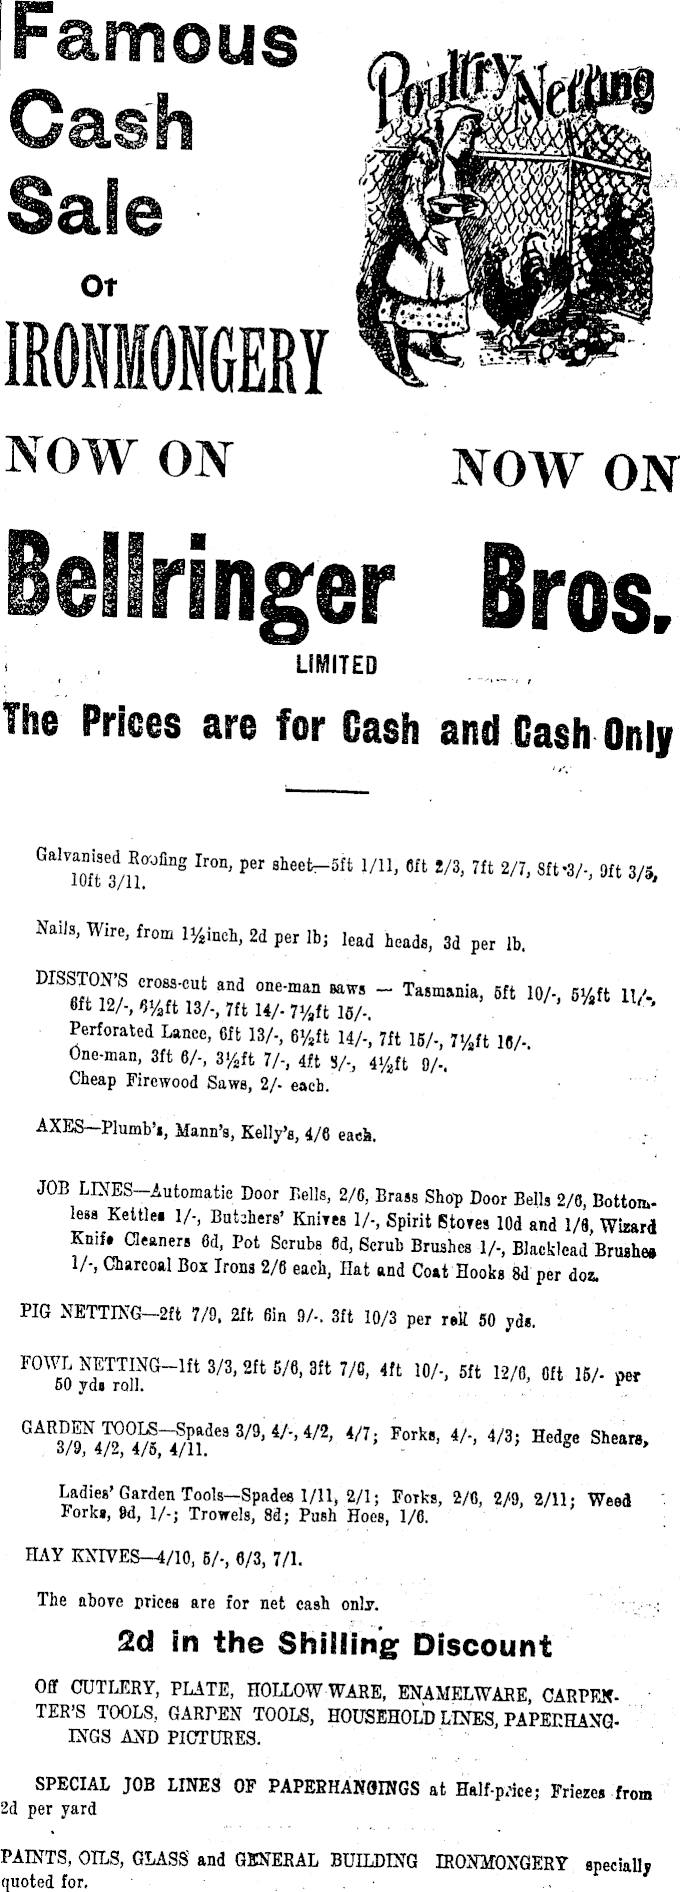 Famous
Cash
Sale
Of
IRONMONGERY
Poultry Netting
NOW ON NOW ON
Bellringer Bros.
LIMITED
The Prices are for Cash and Cash Only
Galvanised Roofing Iron, per sheet—5ft 1/11, 6ft 2/3, 7ft 2/7, 8ft 3/-, 9ft 3/5,
10ft 3/11.
Nails, Wire, from 1½inch, 2d per lb; lead heads, 3d per lb.
DISSTON'S cross-cut and one-man saws — Tasmania, 5ft 10/-, 5½ft 11/-,
6ft 12/-, 6½ft 13/-, 7ft 14/- 7½ft 15/-.
Perforated Lance, 6ft 13/-, 6½ft 14/-, 7ft 15/-, 7½ft 16/-.
One-man, 3ft 6/-, 3½ft 7/-, 4ft 8/-, 4½ft 9/-.
Cheap Firewood Saws, 2/- each.
AXES—Plumb's, Mann's, Kelly's, 4/6 each.
JOB LINES—Automatic Door Bells, 2/6, Brass Shop Door Bells 2/6, Bottom-
less Kettles 1/-, Butchers' Knives 1/-, Spirit Stoves 10d and 1/6, Wizard
Knife Cleaners 6d, Pot Scrubs 6d, Scrub Brushes 1/-, Blacklead Brushes
1/-, Charcoal Box Irons 2/6 each, Hat and Coat Hooks 8d per doz.
PIG NETTING—2ft 7/9, 2ft 6in 9/-. 3ft 10/3 per roll 50 yds.
FOWL NETTING—1ft 3/3, 2ft 5/6, 3ft 7/6, 4ft 10/-, 5ft 12/6, 6ft 15/- per
50 yds roll.
GARDEN TOOLS—Spades 3/9, 4/-, 4/2, 4/7; Forks, 4/-, 4/3; Hedge Shears,
3/9, 4/2, 4/5, 4/11.
Ladies' Garden Tools—Spades 1/11, 2/1; Forks, 2/6, 2/9, 2/11; Weed
Forks, 9d, 1/-; Trowels, 8d; Push Hoes, 1/6.
HAY KNIVES—4/10, 5/-, 6/3, 7/1.
The above prices are for net cash only.
2d in the Shilling Discount
Off CUTLERY, PLATE, HOLLOW-WARE, ENAMELWARE, CARPEN-
TER'S TOOLS, GARDEN TOOLS, HOUSEHOLD LINES, PAPERHANG-
INGS AND PICTURES.
SPECIAL JOB LINES OF PAPERHANGINGS at Half-price; Friezes from
2d per yard
PAINTS, OILS, GLASS and GENERAL BUILDING IRONMONGERY specially
quoted for.